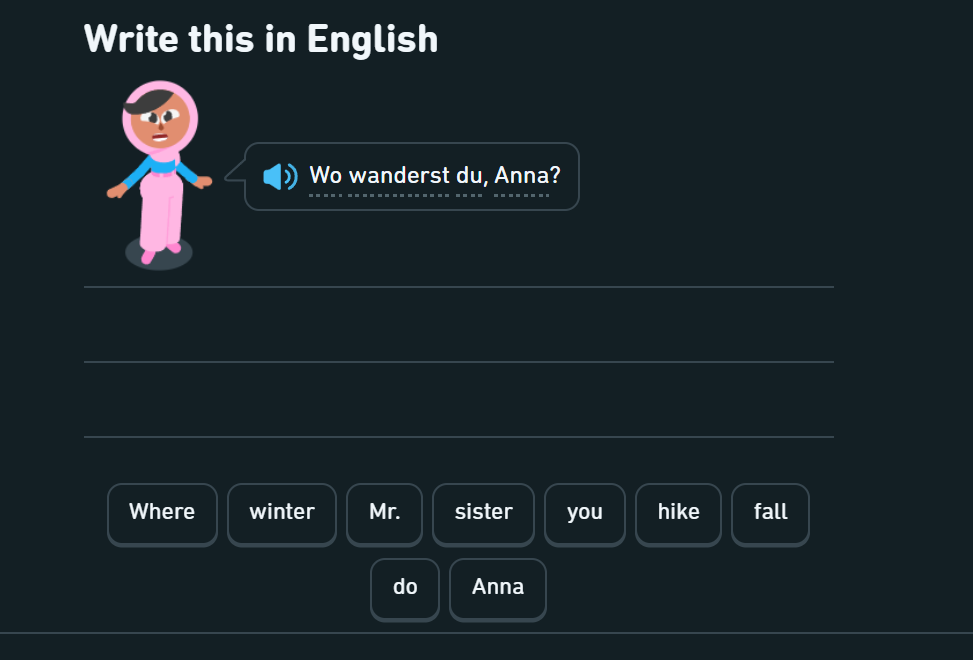 Write this in English
Wo wanderst du, Anna?
Where winter Mr. sister you hike fall
do Anna